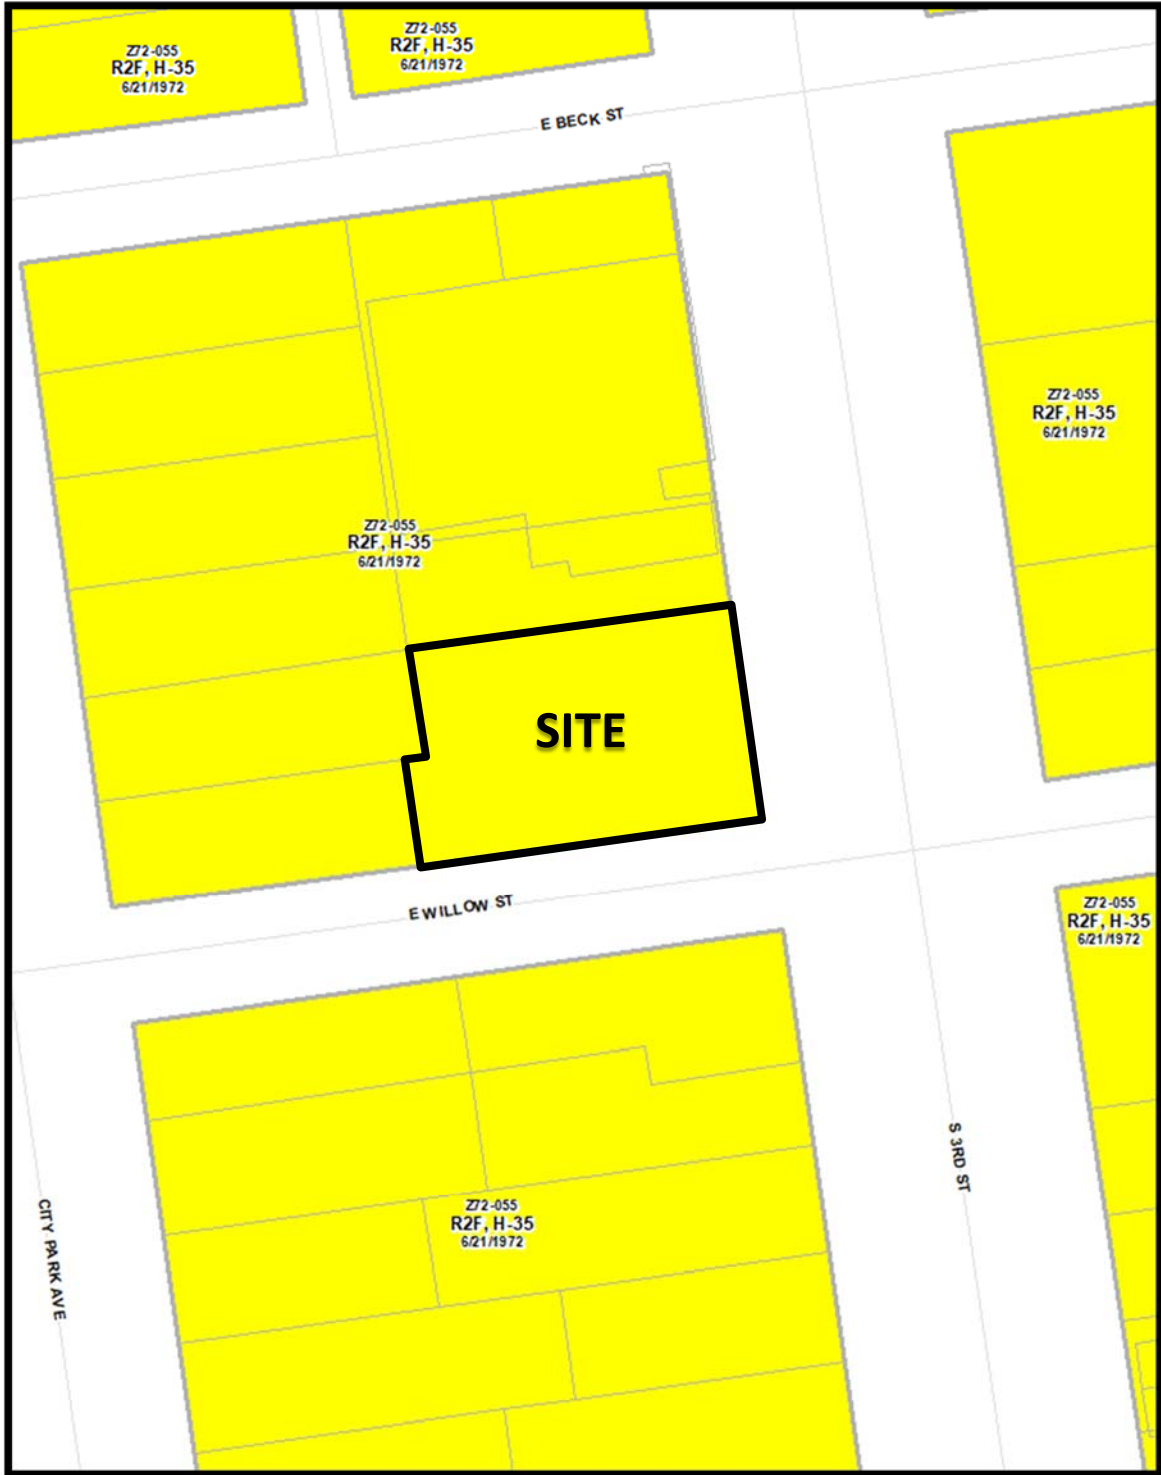 Z72-055
R2F, H-35
6/21/1972
Z72-055
R2F, H-35
6/21/1972
E BECK ST
Z72-055
R2F, H-35
6/21/1972
Z72-055
R2F, H-35
6/21/1972
SITE
E WILLOW ST
Z72-055
R2F, H-35
6/21/1972
S 3RD ST
CITY PARK AVE
Z72-055
R2F, H-35
6/21/1972